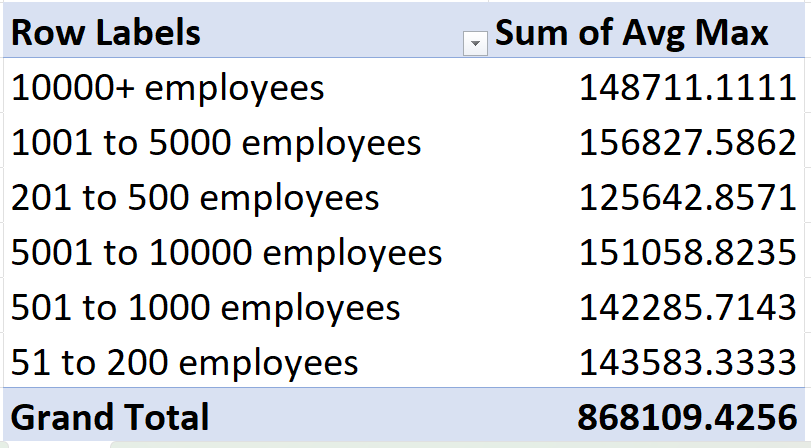 Row Labels Sum of Avg Max
10000+ employees 148711.1111
1001 to 5000 employees 156827.5862
201 to 500 employees 125642.8571
5001 to 10000 employees 151058.8235
501 to 1000 employees 142285.7143
51 to 200 employees 143583.3333
Grand Total 868109.4256